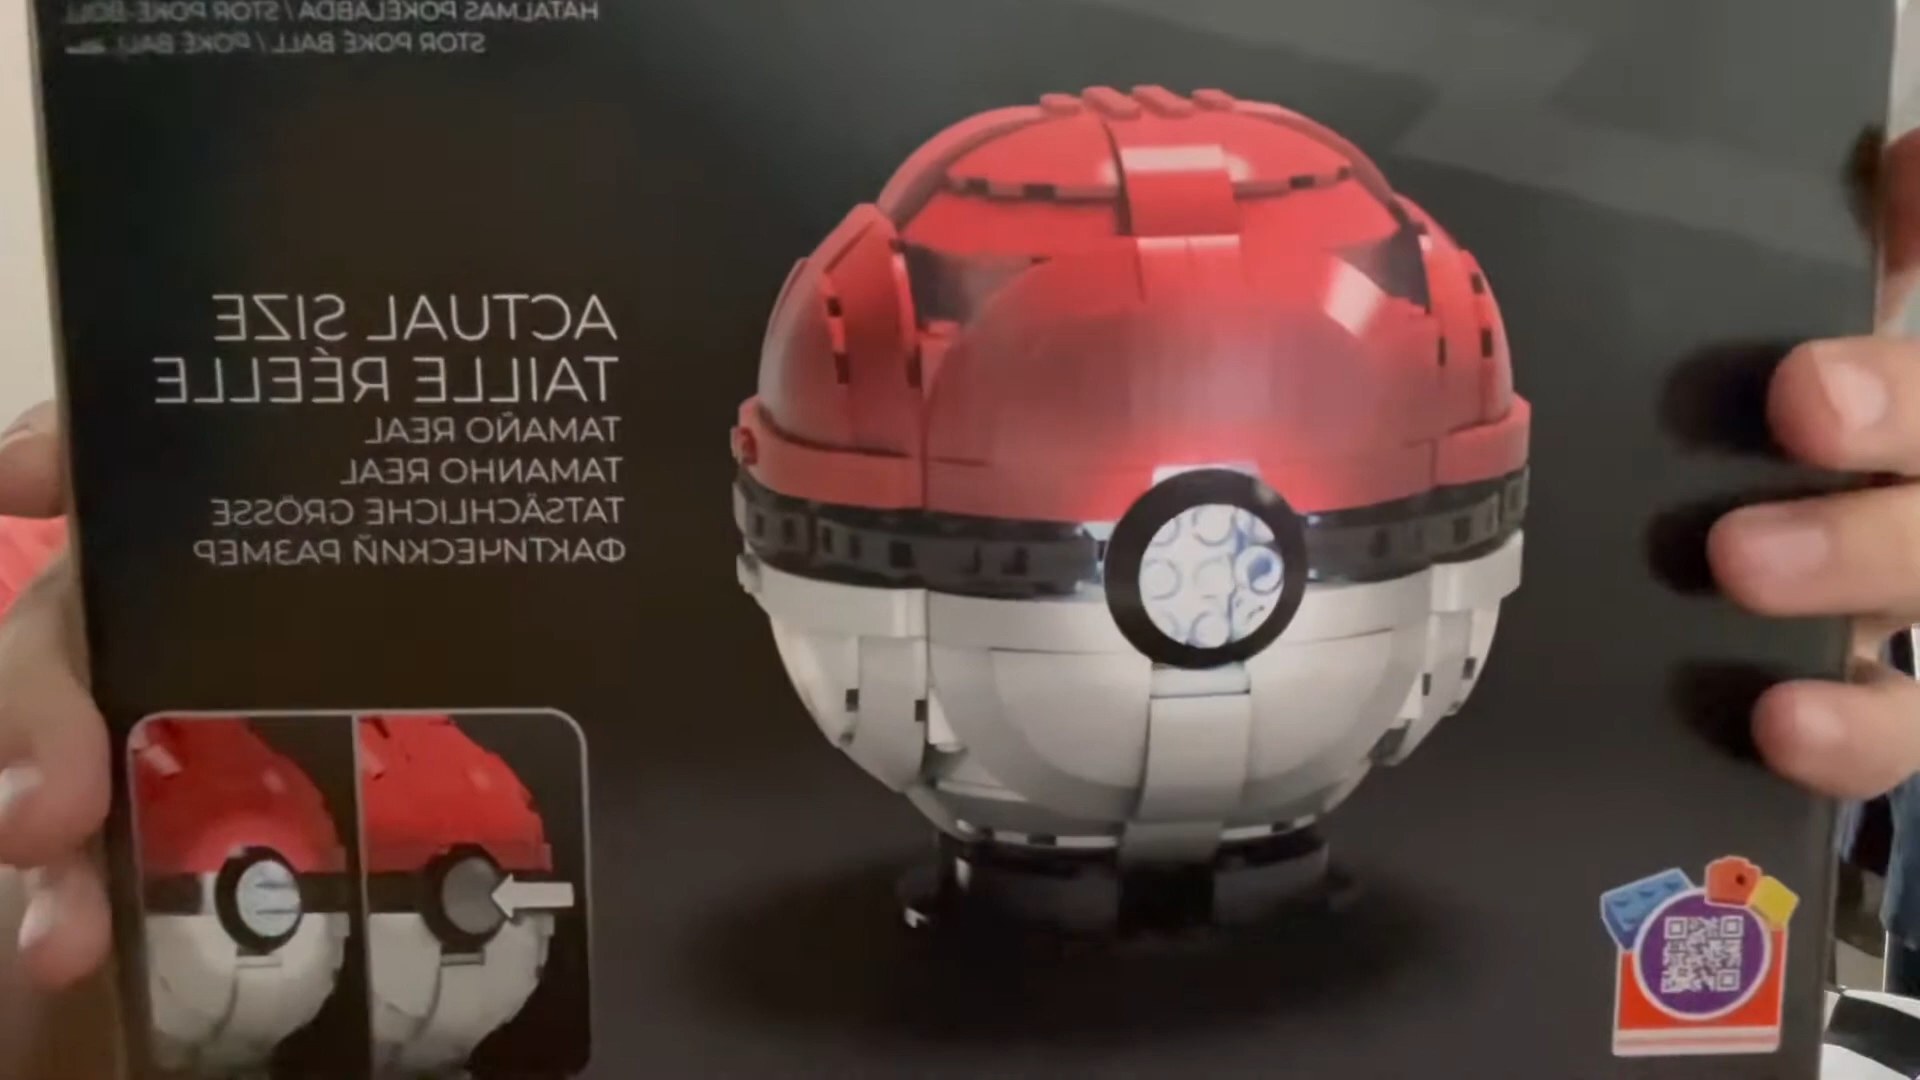 HATALMAS POKÉLABDA / STOR POKÉ-BOLL
STOR POKÉ BALL / POKÉ BALL
ACTUAL SIZE
TAILLE RÉELLE
TAMAÑO REAL
TAMANHO REAL
TATSÄCHLICHE GRÖSSE
ФАКТИЧЕСКИЙ РАЗМЕР